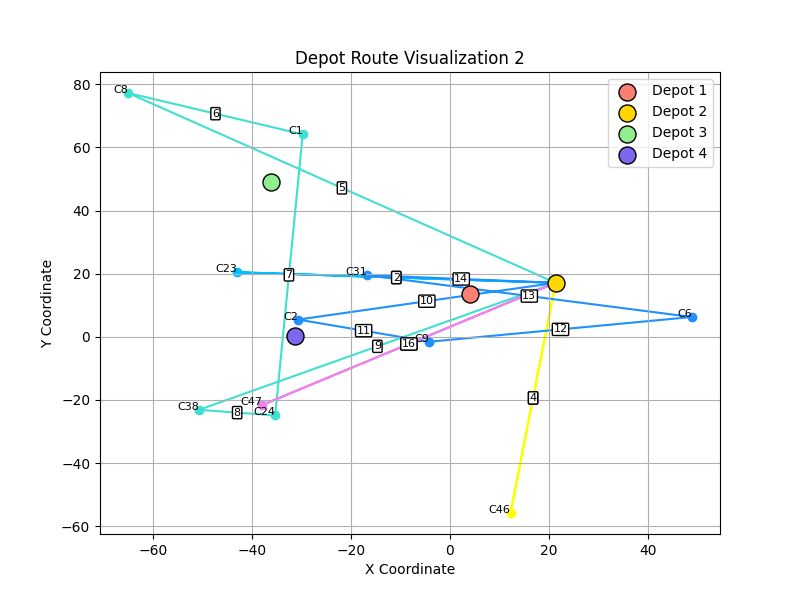 Depot Route Visualization 2
Depot 1
Depot 2
Depot 3
Depot 4
Y Coordinate
80
60
40
20
0
−20
−40
−60
C8
6
C1
5
C23
7
C31
2
14
13
10
C2
11
C9
16
9
12
C6
C38
8
C47
C24
4
C46
−60
−40
−20
0
20
40
X Coordinate